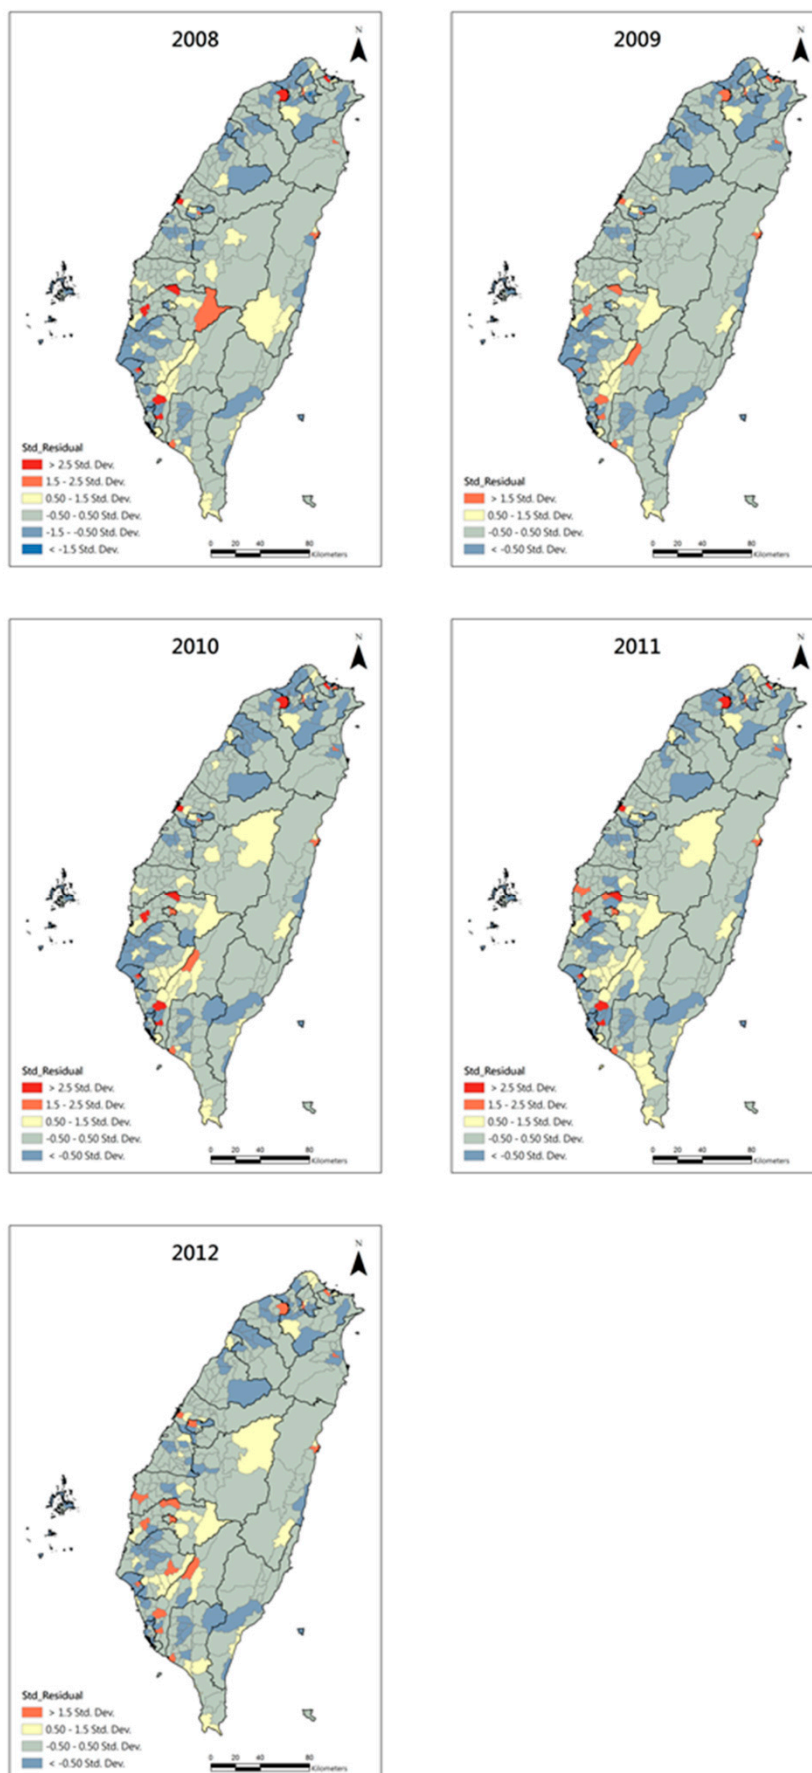 2008
N
Std_Residual
> 2.5 Std. Dev.
1.5 - 2.5 Std. Dev.
0.50 - 1.5 Std. Dev.
-0.50 - 0.50 Std. Dev.
-1.5 - -0.50 Std. Dev.
< -1.5 Std. Dev.
0 20 40 80
Kilometers
2009
N
Std_Residual
> 1.5 Std. Dev.
0.50 - 1.5 Std. Dev.
-0.50 - 0.50 Std. Dev.
< -0.50 Std. Dev.
0 20 40 80
Kilometers
2010
N
Std_Residual
> 2.5 Std. Dev.
1.5 - 2.5 Std. Dev.
0.50 - 1.5 Std. Dev.
-0.50 - 0.50 Std. Dev.
< -0.50 Std. Dev.
0 20 40 80
Kilometers
2011
N
Std_Residual
> 2.5 Std. Dev.
1.5 - 2.5 Std. Dev.
0.50 - 1.5 Std. Dev.
-0.50 - 0.50 Std. Dev.
< -0.50 Std. Dev.
0 20 40 80
Kilometers
2012
N
Std_Residual
> 1.5 Std. Dev.
0.50 - 1.5 Std. Dev.
-0.50 - 0.50 Std. Dev.
< -0.50 Std. Dev.
0 20 40 80
Kilometers